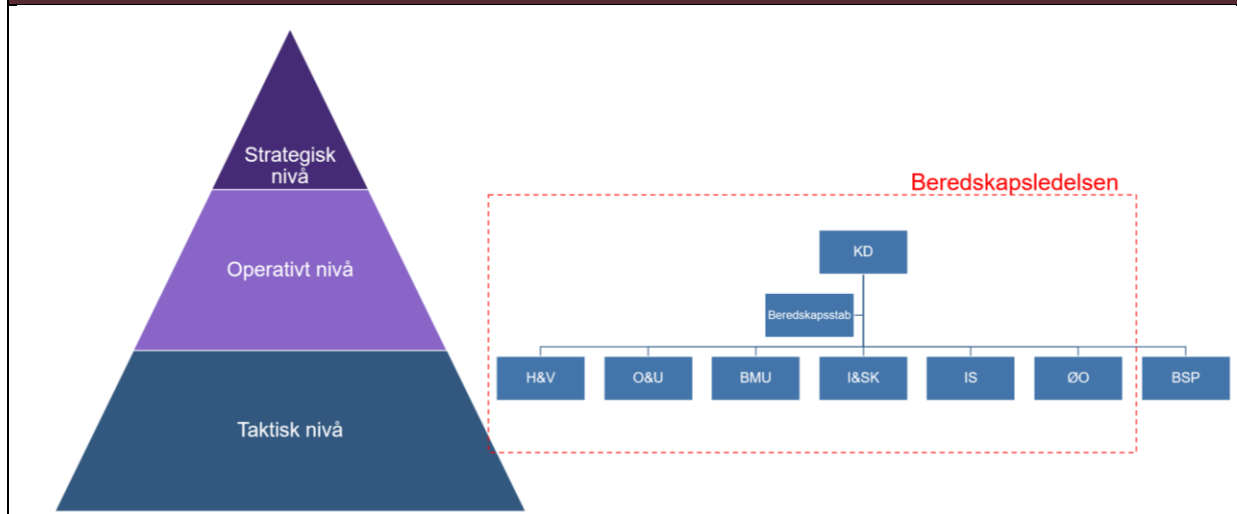 Strategisk
nivå
Operativt nivå
Taktisk nivå
Beredskapsledelsen
KD
Beredskapsstab
H&V
O&U
BMU
I&SK
IS
ØO
BSP